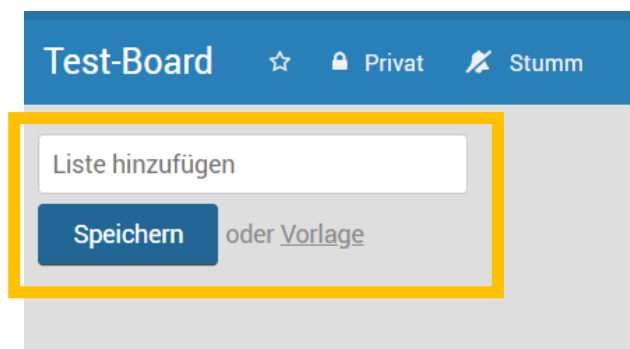 Test-Board Privat Stumm
Liste hinzufügen
Speichern oder Vorlage